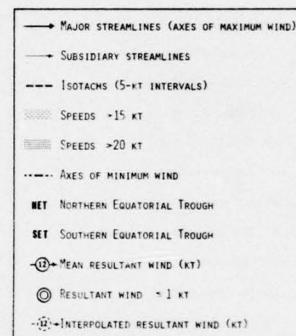 MAJOR STREAMLINES (AXES OF MAXIMUM WIND)
SUBSIDIARY STREAMLINES
ISOTACHS (5-KT INTERVALS)
SPEEDS >15 KT
SPEEDS >20 KT
AXES OF MINIMUM WIND
NET NORTHERN EQUATORIAL TROUGH
SET SOUTHERN EQUATORIAL TROUGH
12 MEAN RESULTANT WIND (KT)
RESULTANT WIND ≤ 1 KT
12 INTERPOLATED RESULTANT WIND (KT)